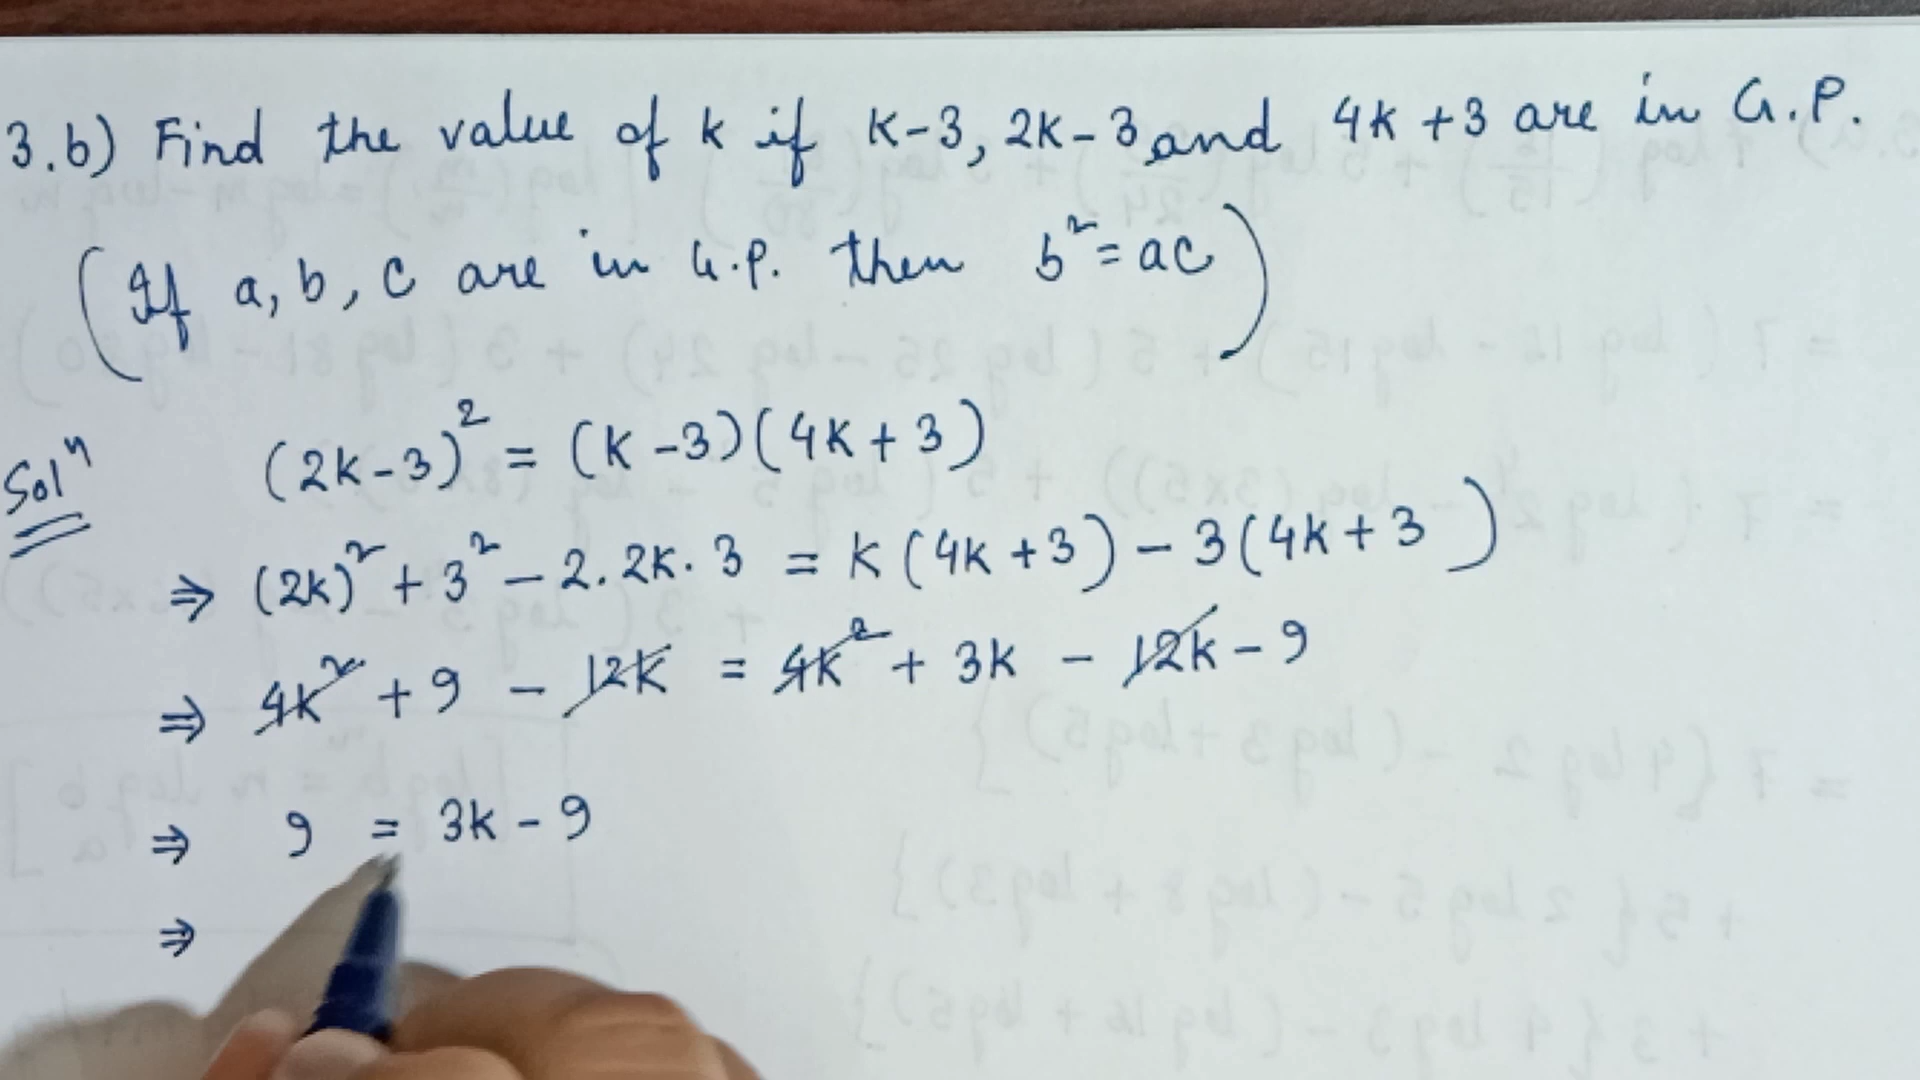 3.b) Find the value of k if k-3, 2k-3 and 4k+3 are in G.P.
(If a, b, c are in G.P. then b²=ac)
Solⁿ (2k-3)² = (k-3)(4k+3)
⇒ (2k)² + 3² - 2.2k.3 = k(4k+3) - 3(4k+3)
⇒ 4k² + 9 - 12k = 4k² + 3k - 12k - 9
⇒ 9 = 3k - 9
⇒